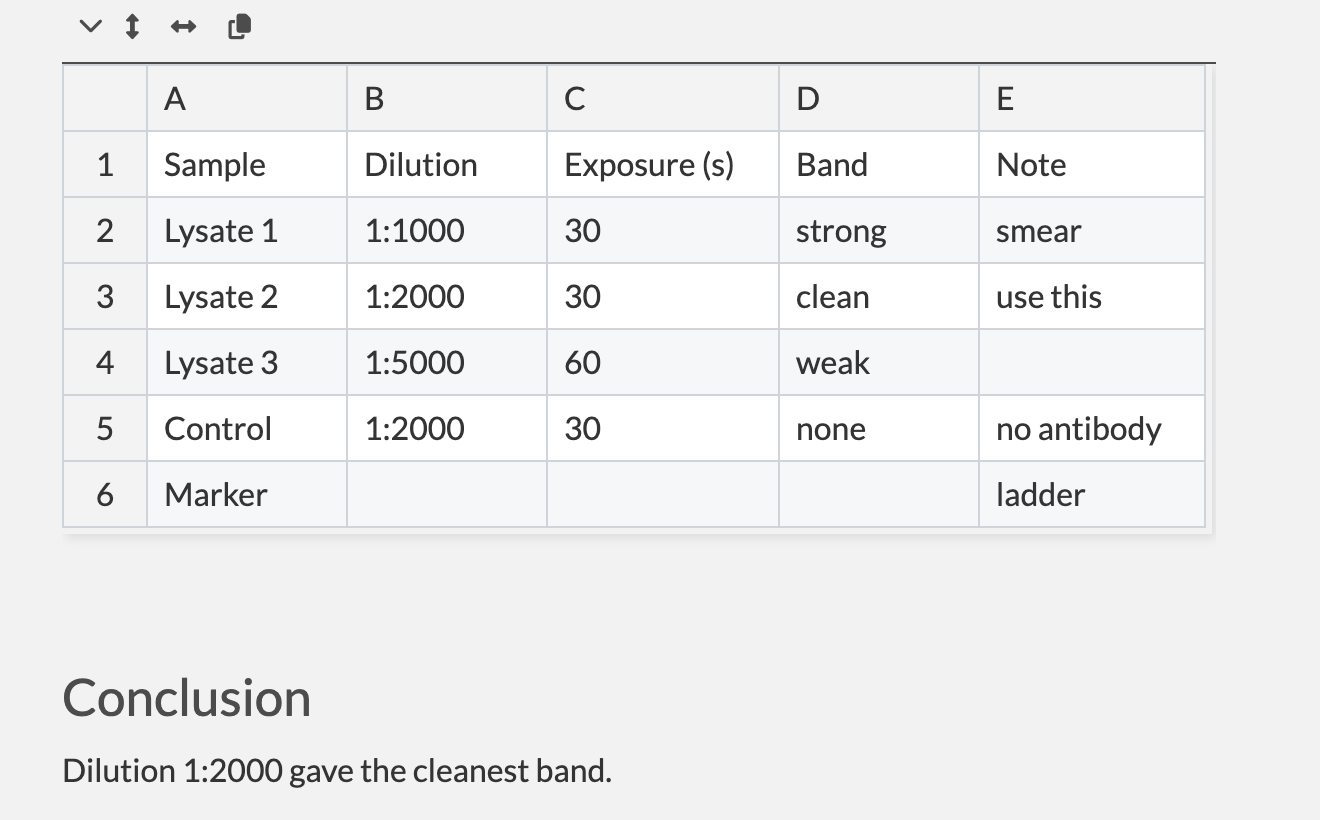 A B C D E
1 Sample Dilution Exposure (s) Band Note
2 Lysate 1 1:1000 30 strong smear
3 Lysate 2 1:2000 30 clean use this
4 Lysate 3 1:5000 60 weak
5 Control 1:2000 30 none no antibody
6 Marker ladder
Conclusion
Dilution 1:2000 gave the cleanest band.